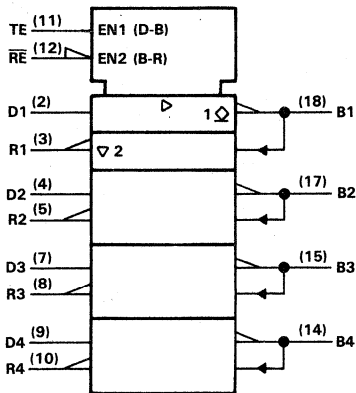 TE (11) EN1 (D-B)
R̅E̅ (12) EN2 (B-R)
D1 (2) ▷ 1 ◇ (18) B1
R1 (3) ▽ 2
D2 (4) (17) B2
R2 (5)
D3 (7) (15) B3
R3 (8)
D4 (9) (14) B4
R4 (10)